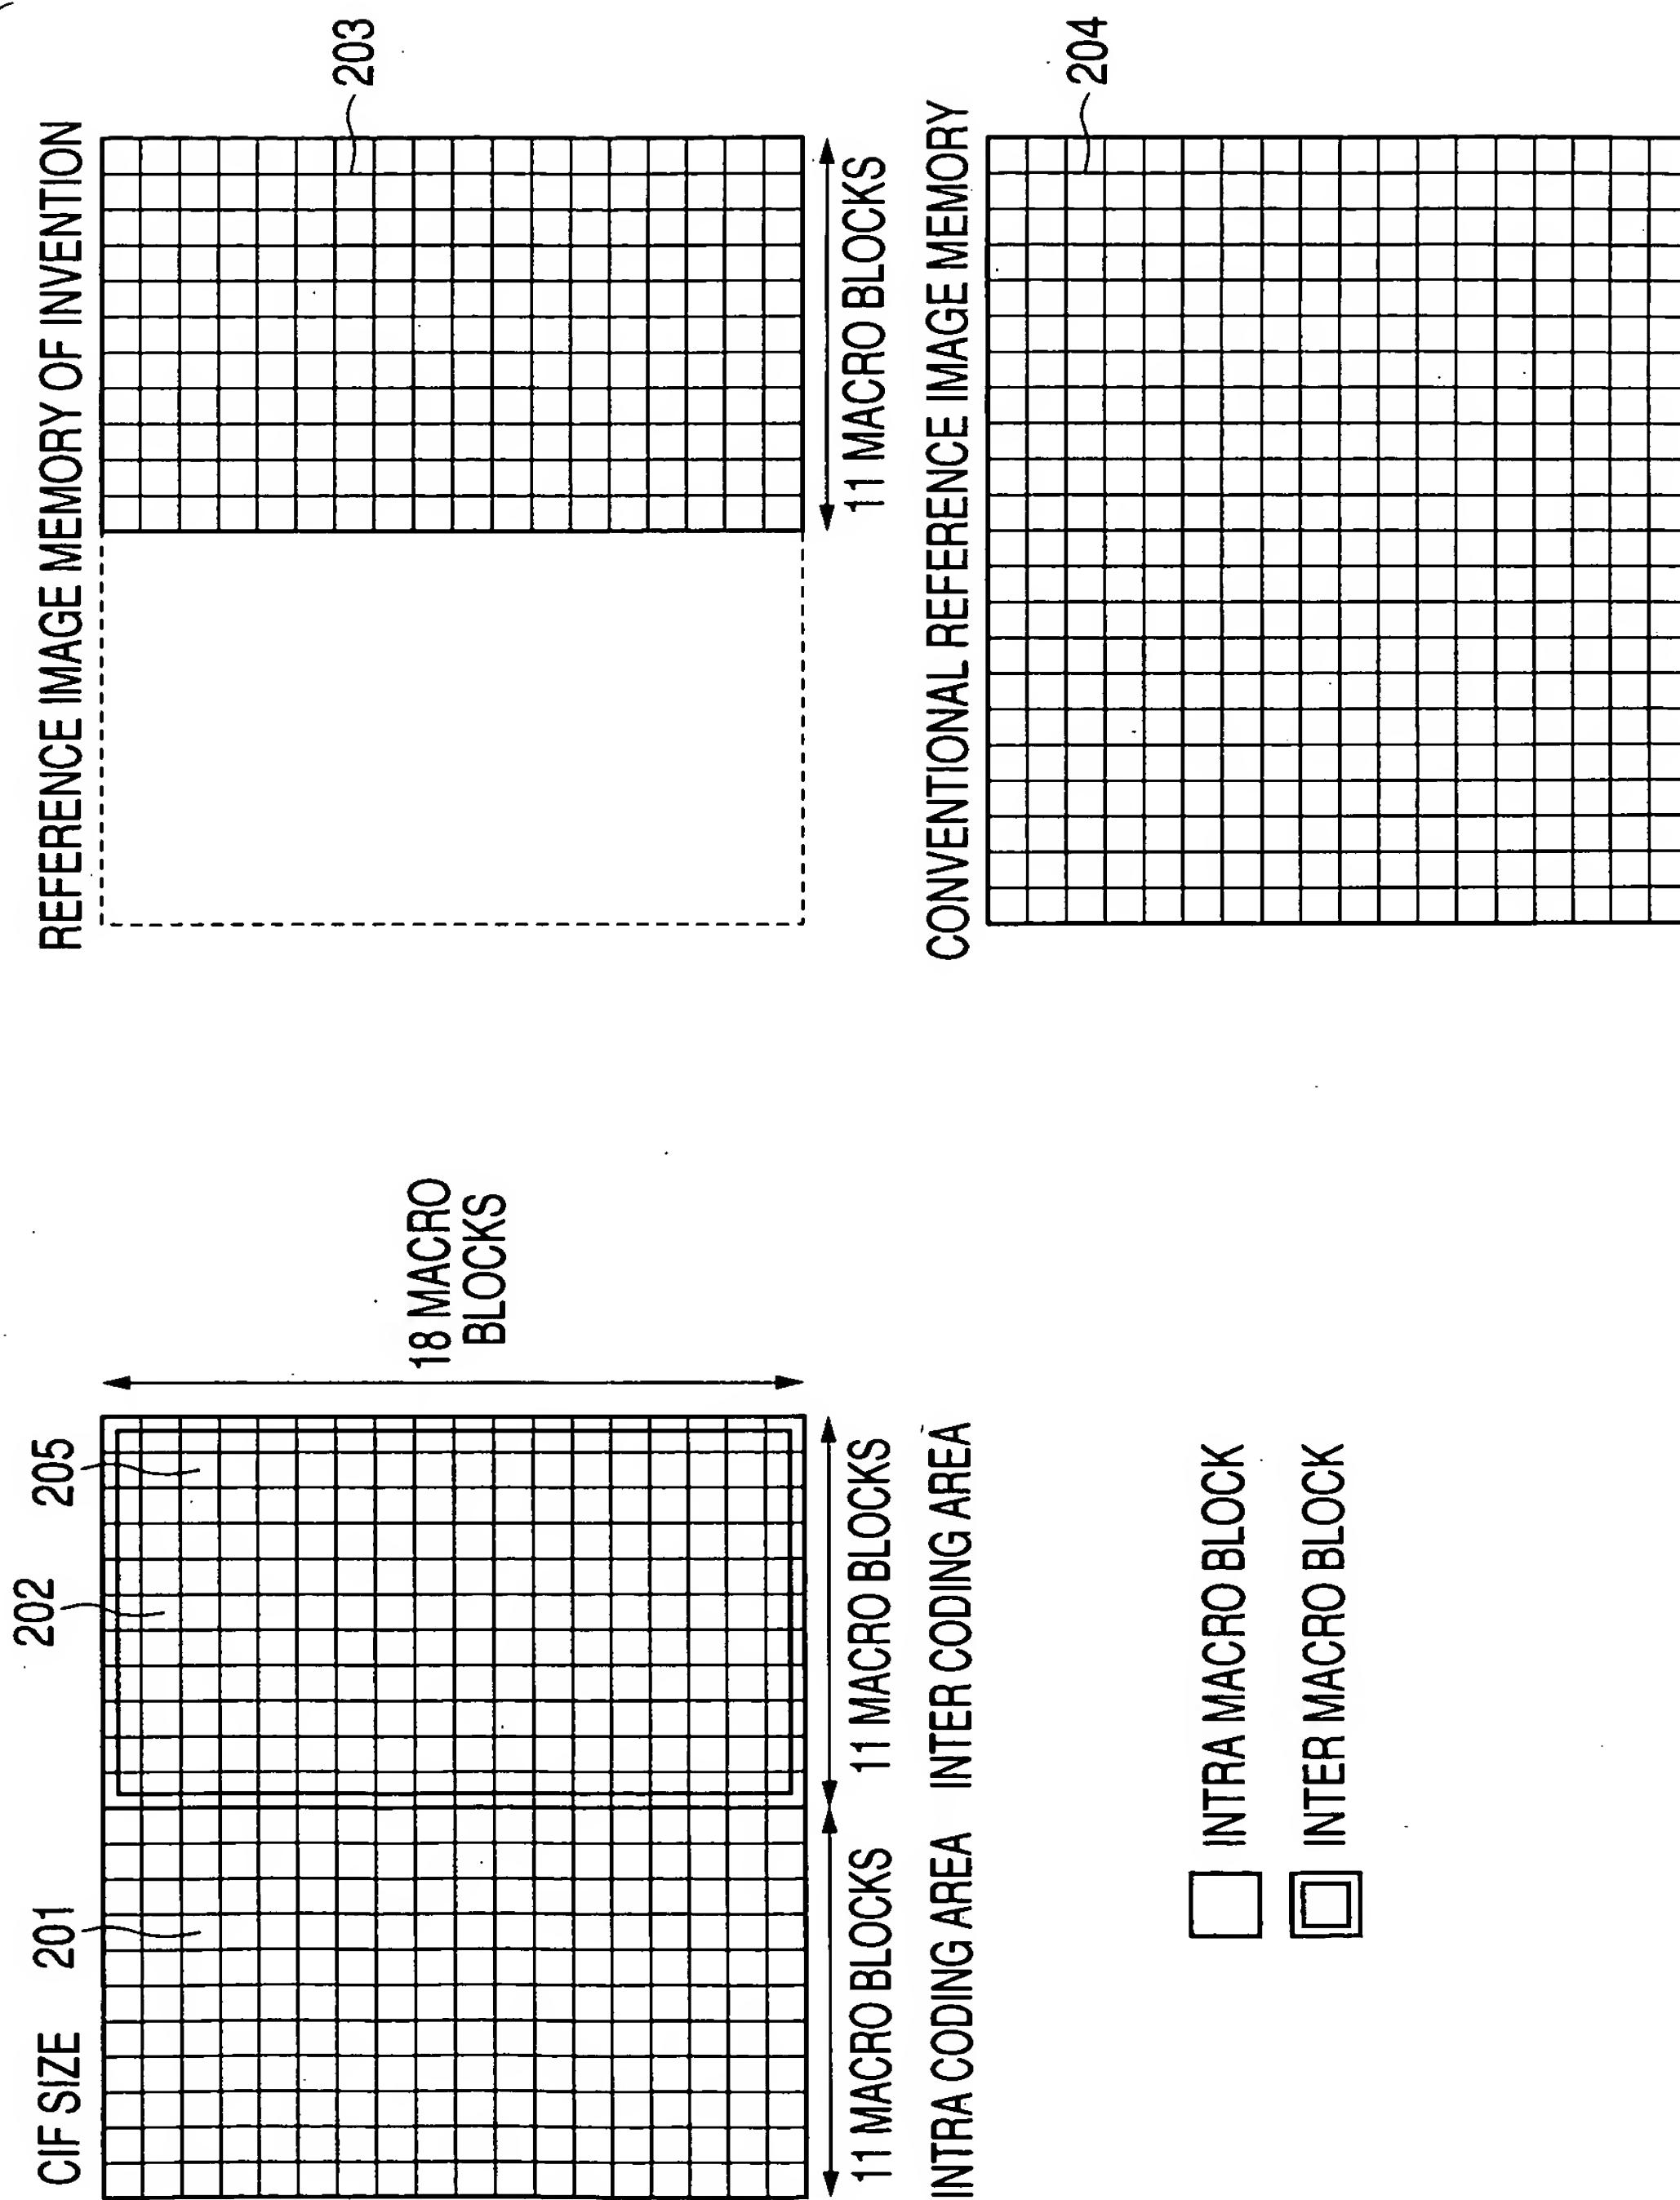 CIF SIZE
201
202
205
18 MACRO
BLOCKS
11 MACRO BLOCKS
11 MACRO BLOCKS
INTRA CODING AREA
INTER CODING AREA
INTRA MACRO BLOCK
INTER MACRO BLOCK
REFERENCE IMAGE MEMORY OF INVENTION
203
11 MACRO BLOCKS
CONVENTIONAL REFERENCE IMAGE MEMORY
204